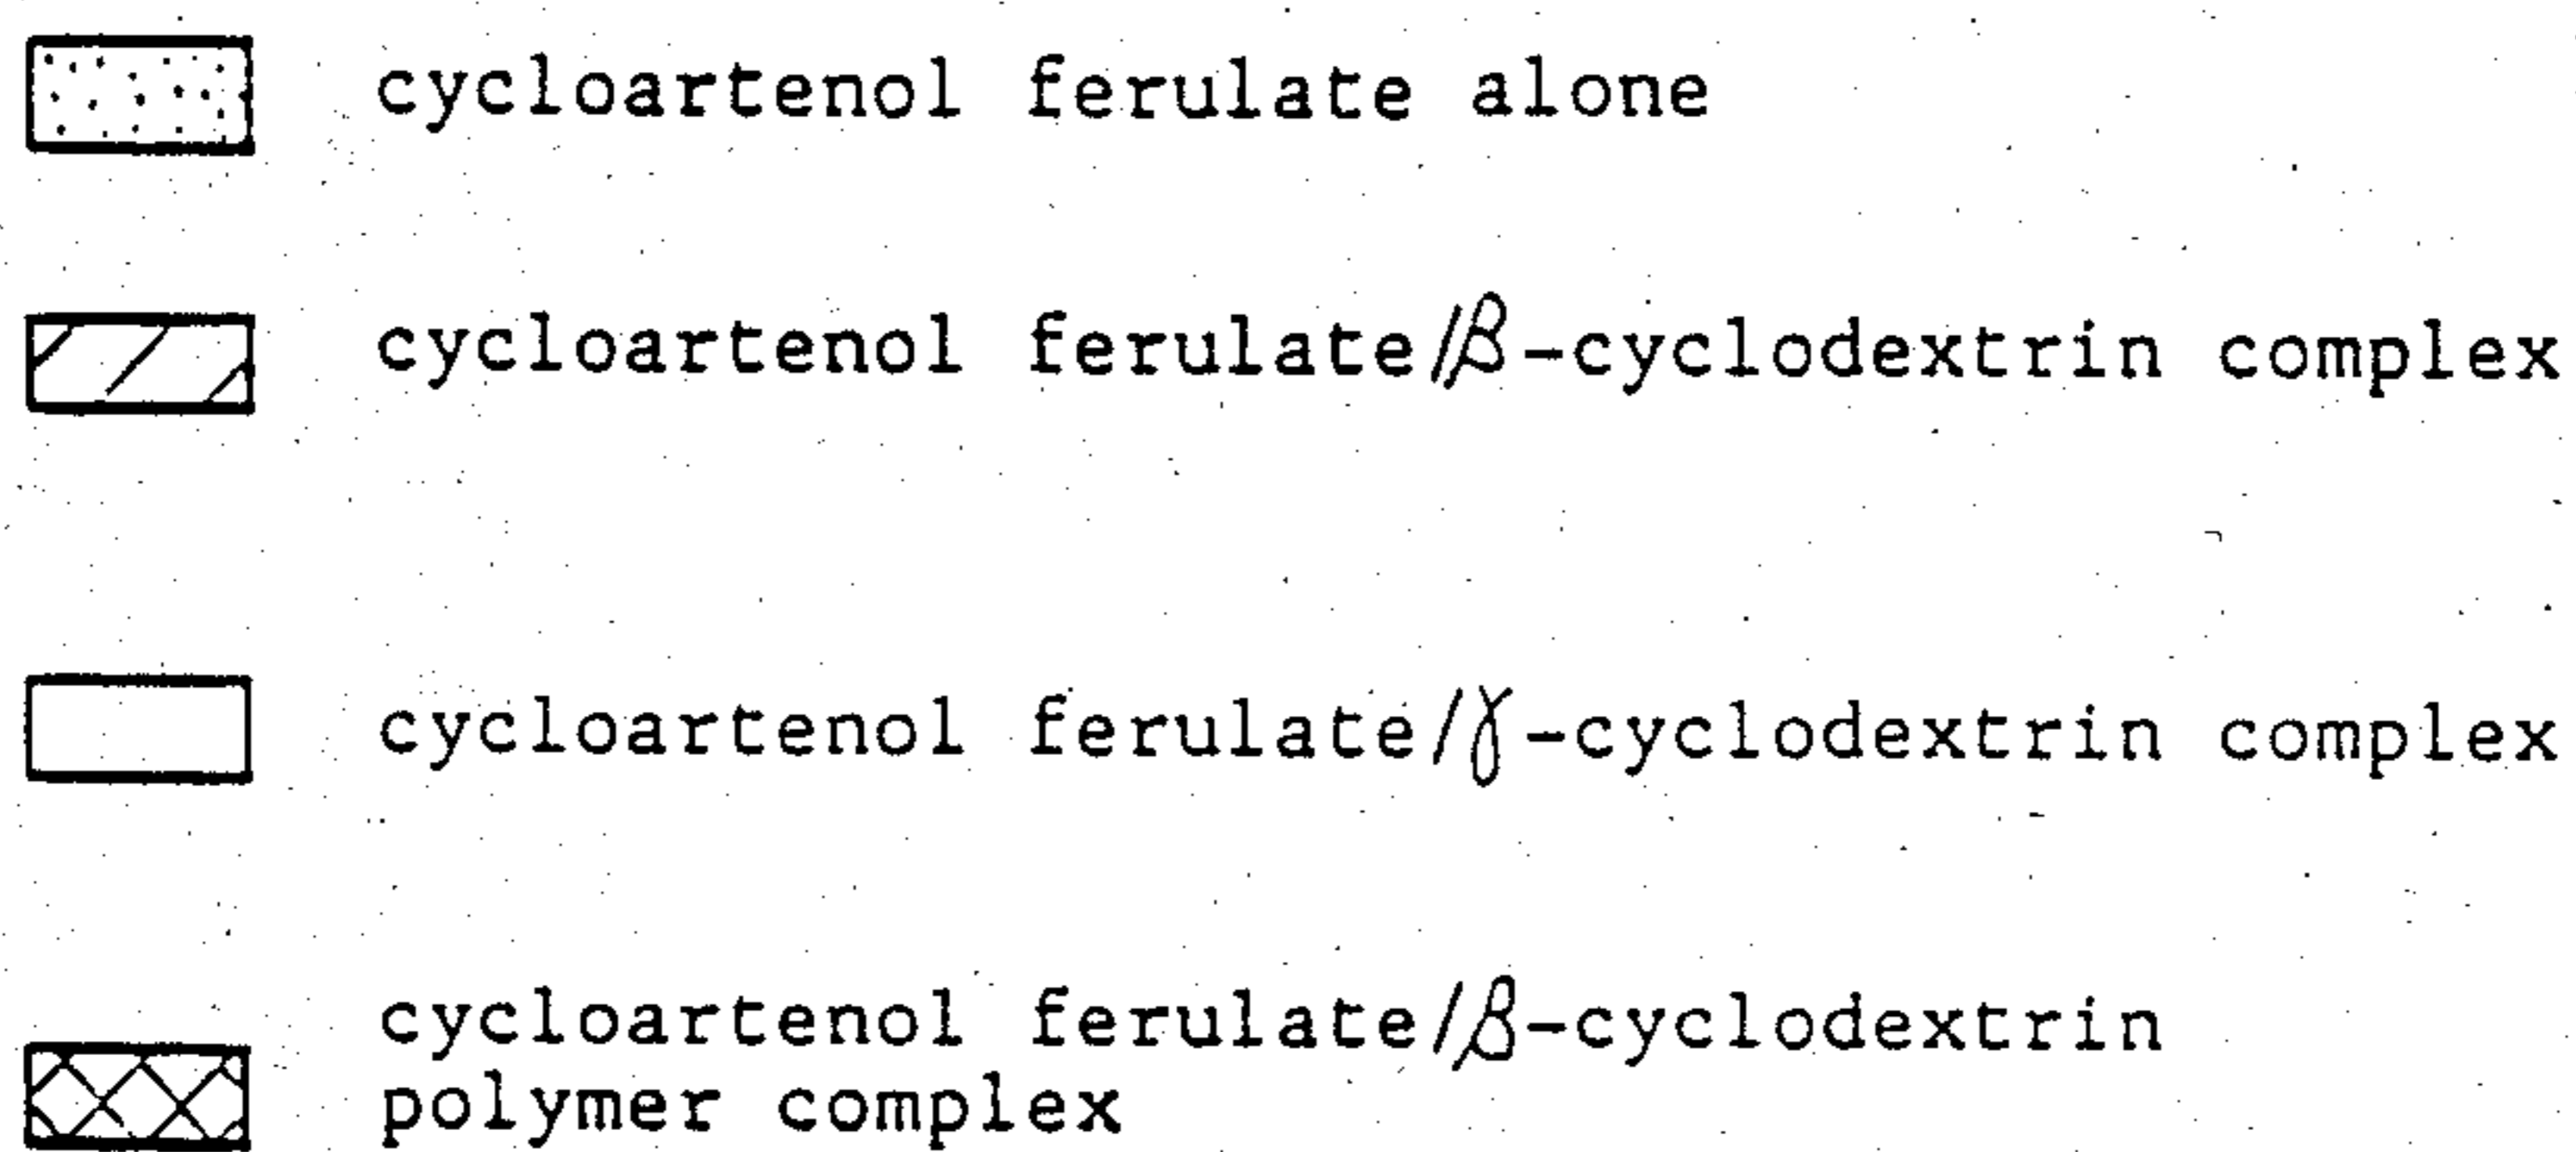 cycloartenol ferulate alone
cycloartenol ferulate/β-cyclodextrin complex
cycloartenol ferulate/γ-cyclodextrin complex
cycloartenol ferulate/β-cyclodextrin
polymer complex